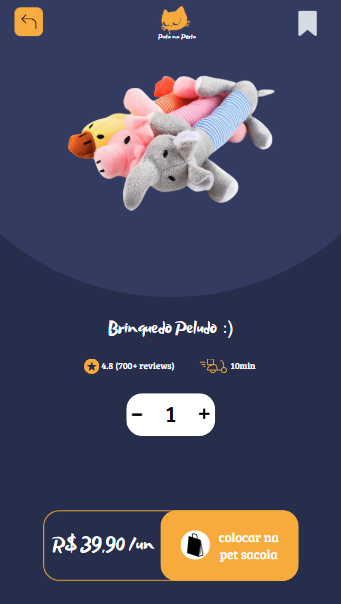 Pata na Porta
Brinquedo Peludo :)
4.8 (700+ reviews) 10min
− 1 +
R$ 39,90 /un
colocar na
pet sacola